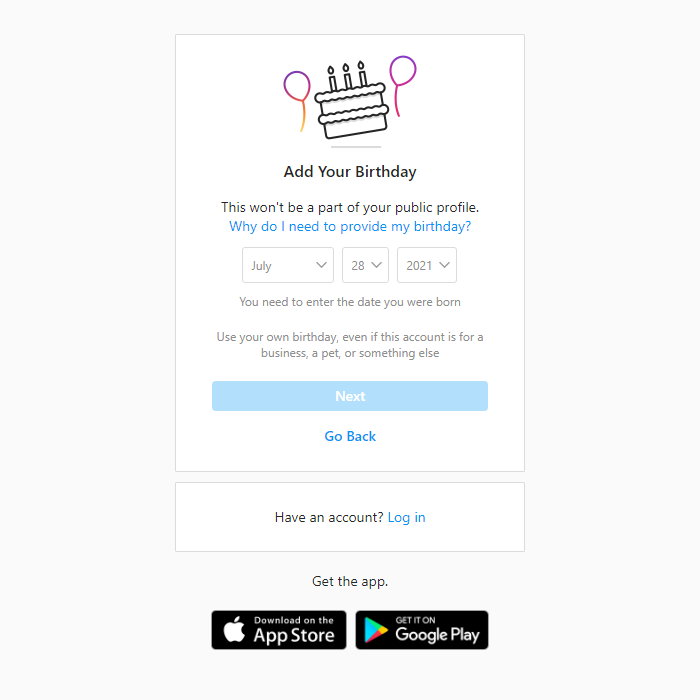 Add Your Birthday
This won't be a part of your public profile.
Why do I need to provide my birthday?
July 28 2021
You need to enter the date you were born
Use your own birthday, even if this account is for a
business, a pet, or something else
Next
Go Back
Have an account? Log in
Get the app.
Download on the
App Store
GET IT ON
Google Play